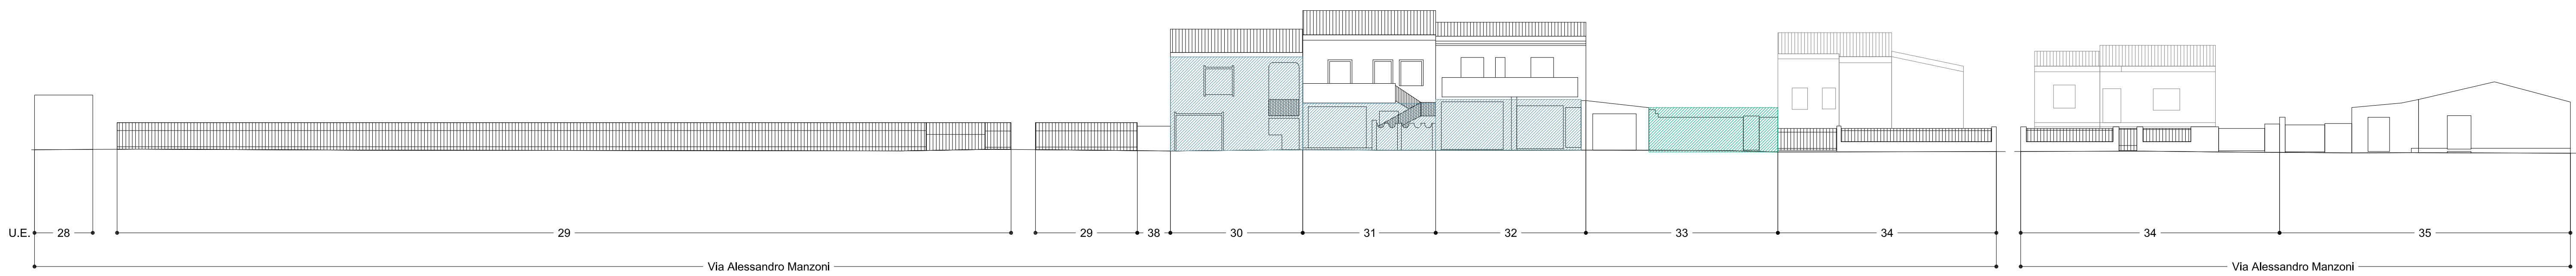 U.E. 28 29 29 38 30 31 32 33 34 34 35
Via Alessandro Manzoni Via Alessandro Manzoni